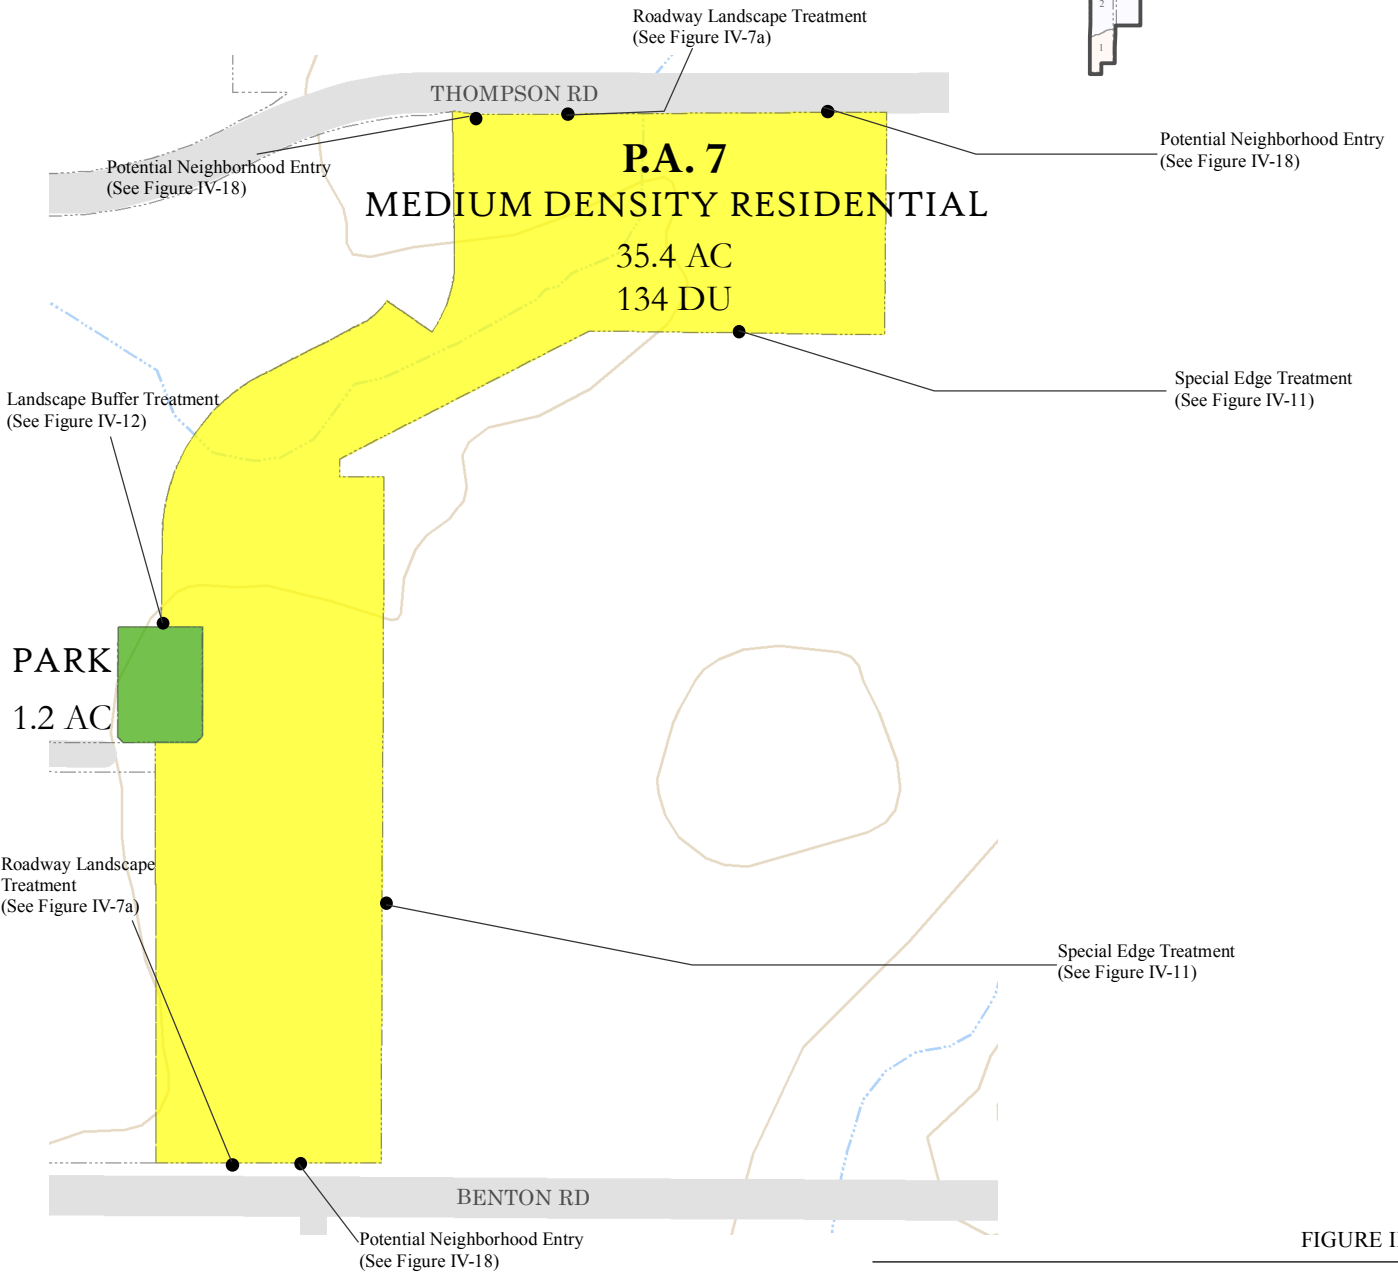 Roadway Landscape Treatment
(See Figure IV-7a)
2
1
THOMPSON RD
Potential Neighborhood Entry
(See Figure IV-18)
Potential Neighborhood Entry
(See Figure IV-18)
P.A. 7
MEDIUM DENSITY RESIDENTIAL
35.4 AC
134 DU
Special Edge Treatment
(See Figure IV-11)
Landscape Buffer Treatment
(See Figure IV-12)
PARK
1.2 AC
Roadway Landscape
Treatment
(See Figure IV-7a)
Special Edge Treatment
(See Figure IV-11)
BENTON RD
Potential Neighborhood Entry
(See Figure IV-18)
FIGURE I